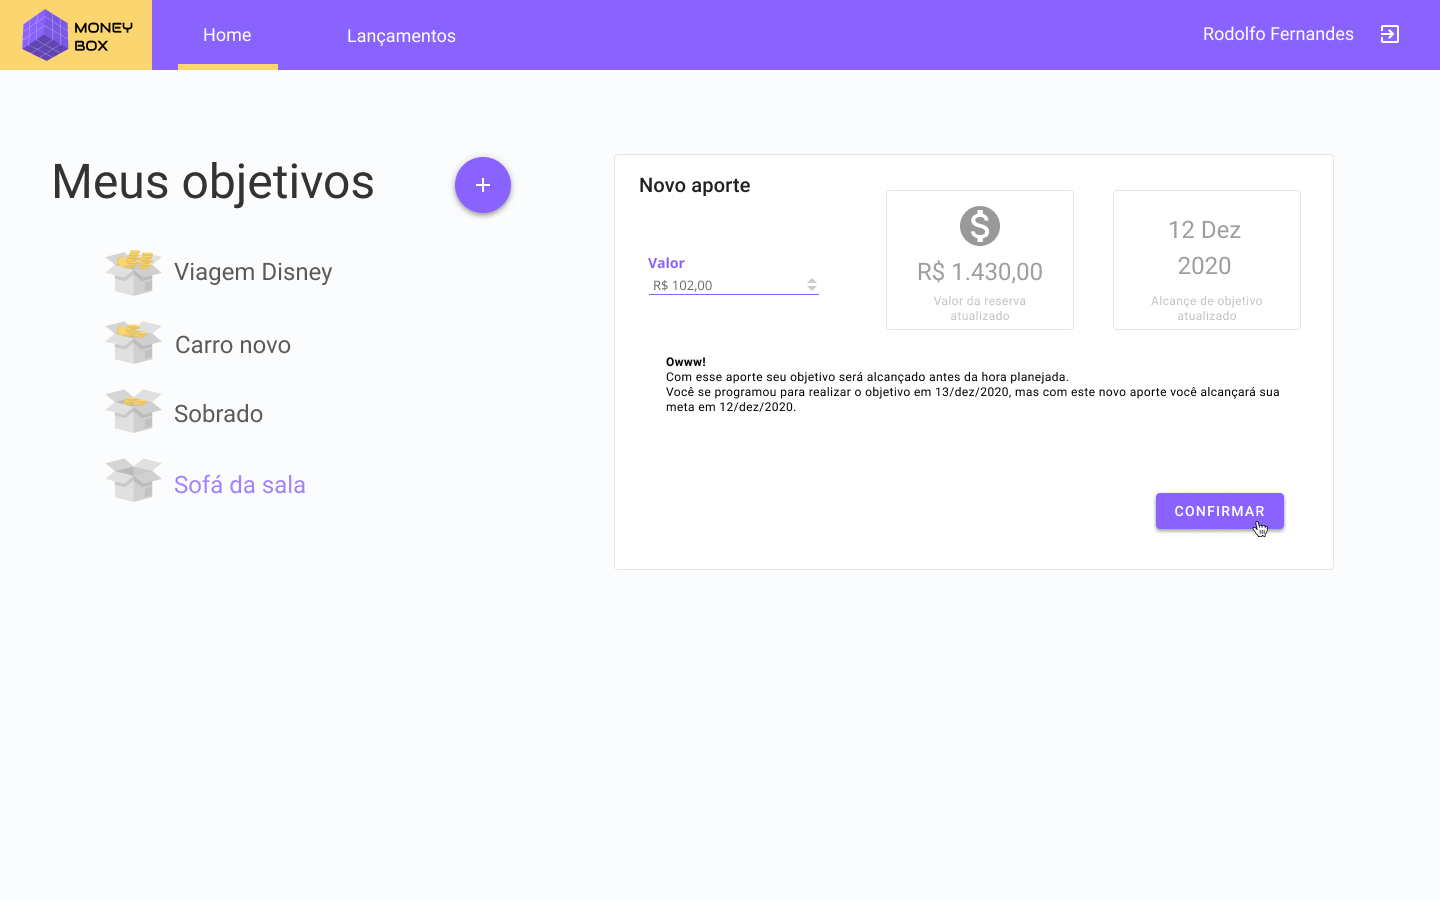 MONEY
BOX
Home
Lançamentos
Rodolfo Fernandes
Meus objetivos
+
Viagem Disney
Carro novo
Sobrado
Sofá da sala
Novo aporte
Valor
R$ 102,00
$
R$ 1.430,00
Valor da reserva
atualizado
12 Dez
2020
Alcançe de objetivo
atualizado
Owww!
Com esse aporte seu objetivo será alcançado antes da hora planejada.
Você se programou para realizar o objetivo em 13/dez/2020, mas com este novo aporte você alcançará sua
meta em 12/dez/2020.
CONFIRMAR